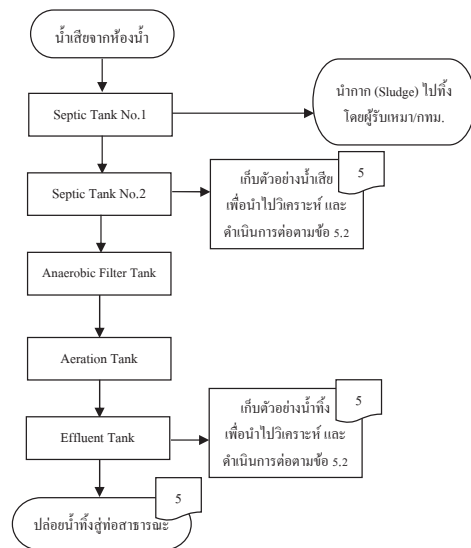 น้ำเสียจากห้องน้ำ
Septic Tank No.1
นำกาก (Sludge) ไปทิ้ง
โดยผู้รับเหมา/กทม.
Septic Tank No.2
5
เก็บตัวอย่างน้ำเสีย
เพื่อนำไปวิเคราะห์ และ
ดำเนินการต่อตามข้อ 5.2
Anaerobic Filter Tank
Aeration Tank
Effluent Tank
5
เก็บตัวอย่างน้ำทิ้ง
เพื่อนำไปวิเคราะห์ และ
ดำเนินการต่อตามข้อ 5.2
5
ปล่อยน้ำทิ้งสู่ท่อสาธารณะ